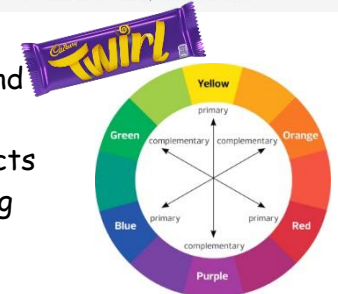 Cadbury
Twirl
nd
cts
g
Yellow
primary
Green
Orange
complementary
complementary
primary
primary
Blue
Red
complementary
Purple